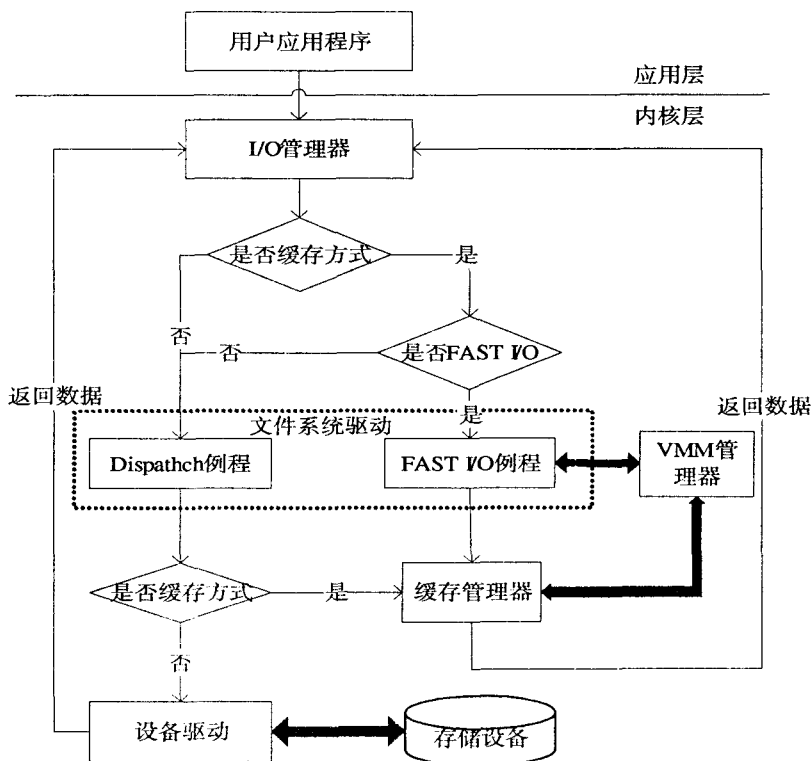 用户应用程序
应用层
内核层
I/O管理器
是否缓存方式
是
否
是否FAST I/O
否
是
返回数据
返回数据
文件系统驱动
Dispathch例程
FAST I/O例程
VMM管
理器
是否缓存方式
是
缓存管理器
否
设备驱动
存储设备